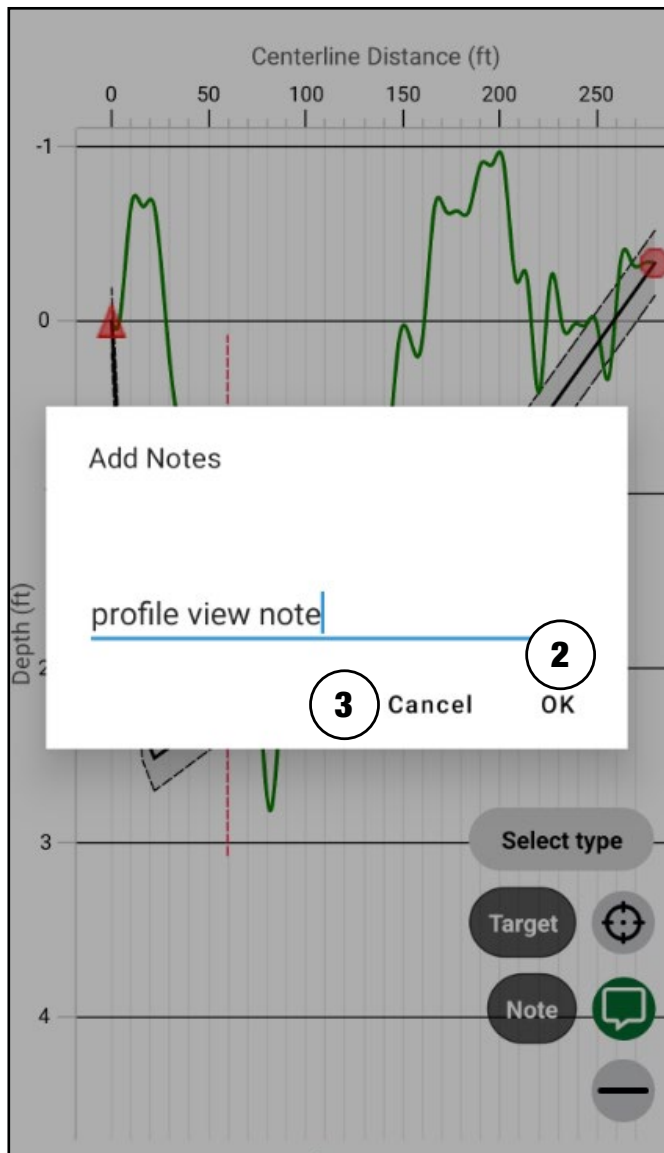 Centerline Distance (ft)
0 50 100 150 200 250
-1
0
Add Notes
profile view note
Depth (ft)
2
2
3 Cancel OK
3
Select type
Target
Note
4